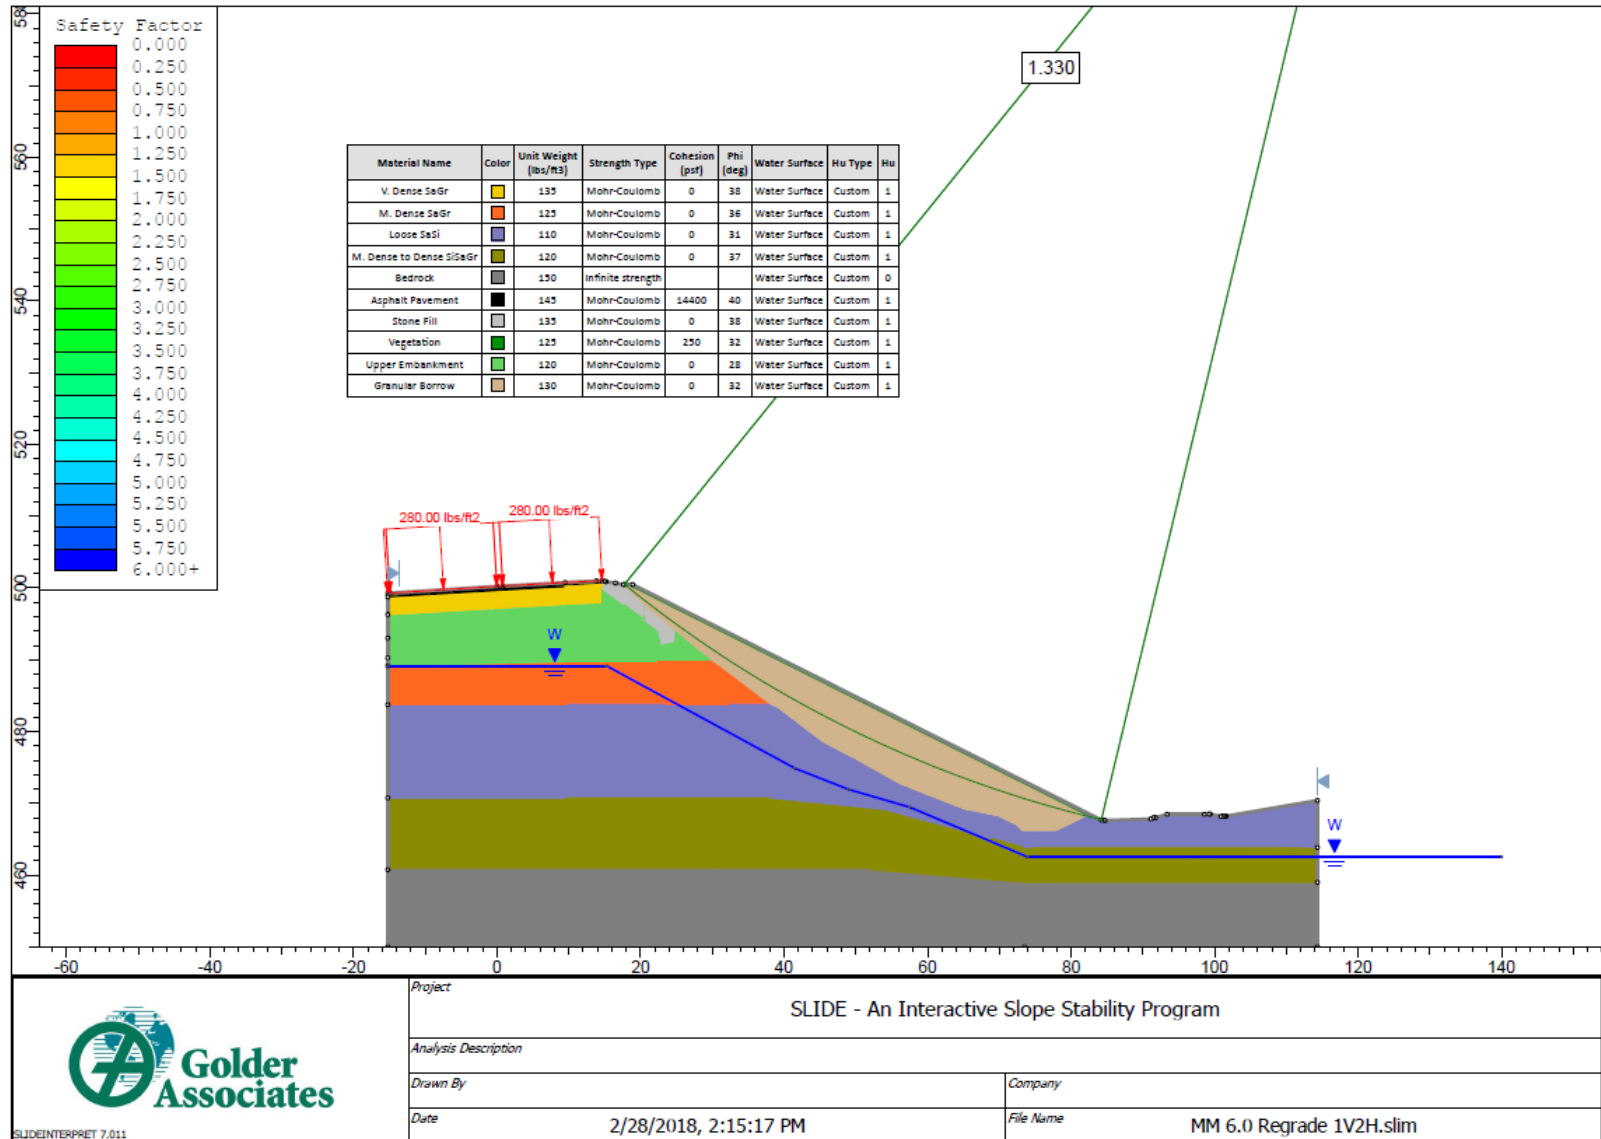 Safety Factor
0.000
0.250
0.500
0.750
1.000
1.250
1.500
1.750
2.000
2.250
2.500
2.750
3.000
3.250
3.500
3.750
4.000
4.250
4.500
4.750
5.000
5.250
5.500
5.750
6.000+
1.330
Material Name Color Unit Weight (lbs/ft3) Strength Type Cohesion (psf) Phi (deg) Water Surface Hu Type Hu
V. Dense SaGr 135 Mohr-Coulomb 0 38 Water Surface Custom 1
M. Dense SaGr 125 Mohr-Coulomb 0 36 Water Surface Custom 1
Loose SaSi 110 Mohr-Coulomb 0 31 Water Surface Custom 1
M. Dense to Dense SiSaGr 120 Mohr-Coulomb 0 37 Water Surface Custom 1
Bedrock 150 Infinite strength Water Surface Custom 0
Asphalt Pavement 145 Mohr-Coulomb 14400 40 Water Surface Custom 1
Stone Fill 135 Mohr-Coulomb 0 38 Water Surface Custom 1
Vegetation 125 Mohr-Coulomb 250 32 Water Surface Custom 1
Upper Embankment 120 Mohr-Coulomb 0 28 Water Surface Custom 1
Granular Borrow 130 Mohr-Coulomb 0 32 Water Surface Custom 1
280.00 lbs/ft2 280.00 lbs/ft2
W
W
580
560
540
520
500
480
460
-60 -40 -20 0 20 40 60 80 100 120 140
Golder
Associates
SLIDEINTERPRET 7.011
Project
SLIDE - An Interactive Slope Stability Program
Analysis Description
Drawn By
Company
Date 2/28/2018, 2:15:17 PM
File Name MM 6.0 Regrade 1V2H.slim